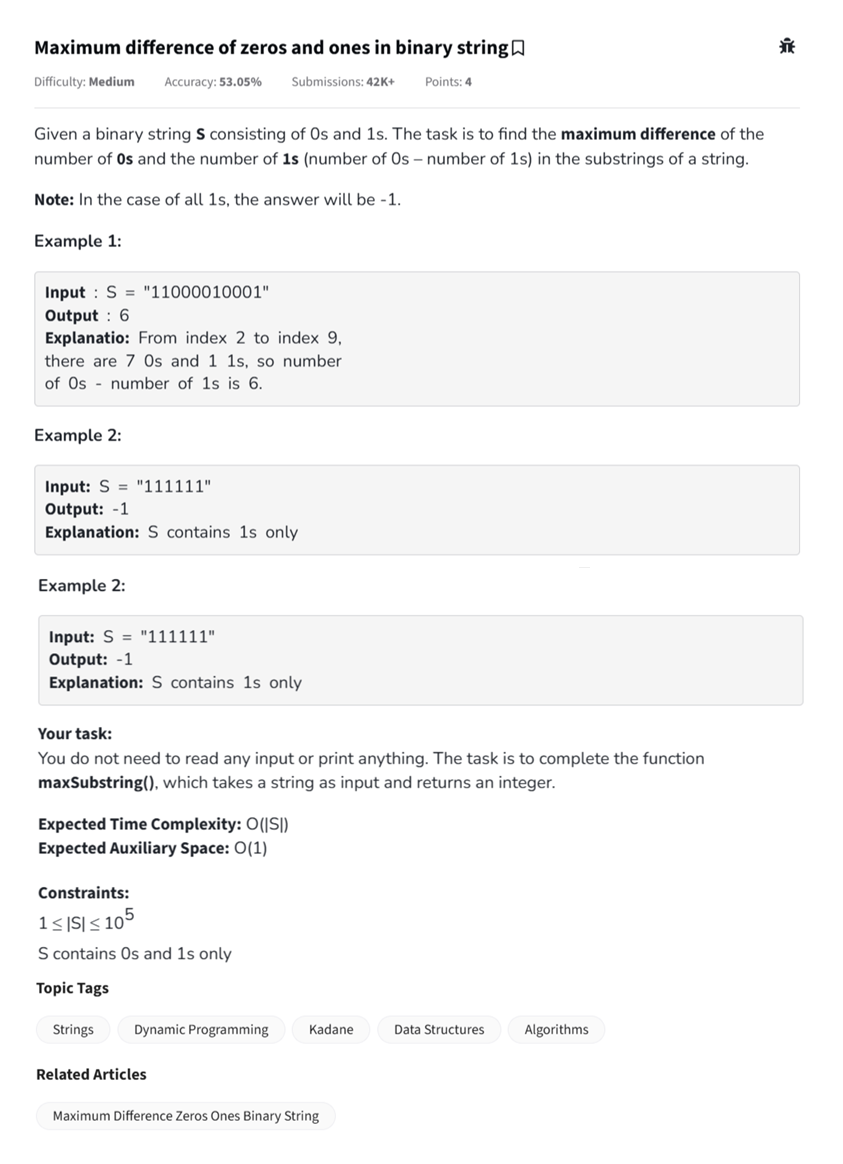 Maximum difference of zeros and ones in binary string
Difficulty: Medium Accuracy: 53.05% Submissions: 42K+ Points: 4
Given a binary string S consisting of 0s and 1s. The task is to find the maximum difference of the
number of 0s and the number of 1s (number of 0s – number of 1s) in the substrings of a string.
Note: In the case of all 1s, the answer will be -1.
Example 1:
Input : S = "11000010001"
Output : 6
Explanatio: From index 2 to index 9,
there are 7 0s and 1 1s, so number
of 0s - number of 1s is 6.
Example 2:
Input: S = "111111"
Output: -1
Explanation: S contains 1s only
Example 2:
Input: S = "111111"
Output: -1
Explanation: S contains 1s only
Your task:
You do not need to read any input or print anything. The task is to complete the function
maxSubstring(), which takes a string as input and returns an integer.
Expected Time Complexity: O(|S|)
Expected Auxiliary Space: O(1)
Constraints:
1 ≤ |S| ≤ 10^5
S contains 0s and 1s only
Topic Tags
Strings Dynamic Programming Kadane Data Structures Algorithms
Related Articles
Maximum Difference Zeros Ones Binary String